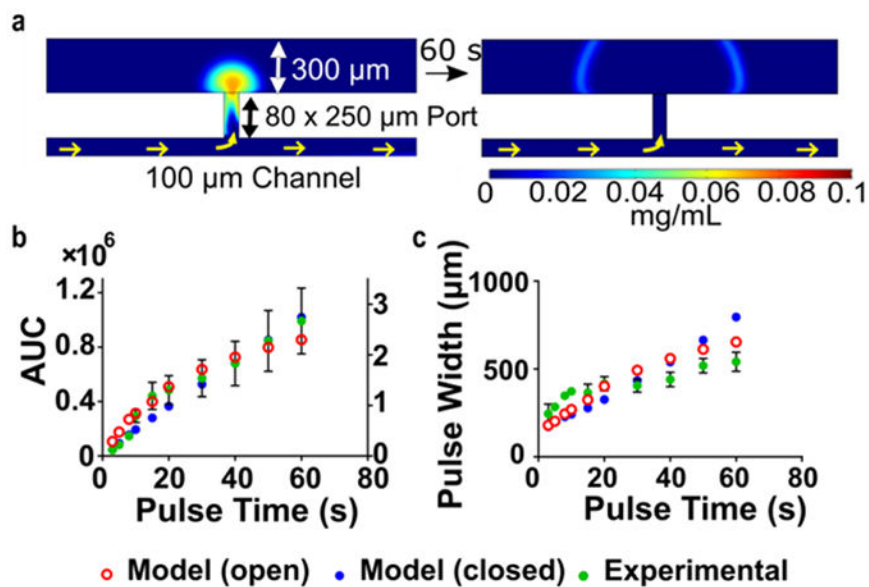 a
300 µm
60 s
80 x 250 µm Port
100 µm Channel
0 0.02 0.04 0.06 0.08 0.1
mg/mL
b
×10⁶
1.2
0.8
0.4
0
AUC
3
2
1
0
0 20 40 60 80
Pulse Time (s)
c
1000
500
0
Pulse Width (µm)
0 20 40 60 80
Pulse Time (s)
Model (open) Model (closed) Experimental